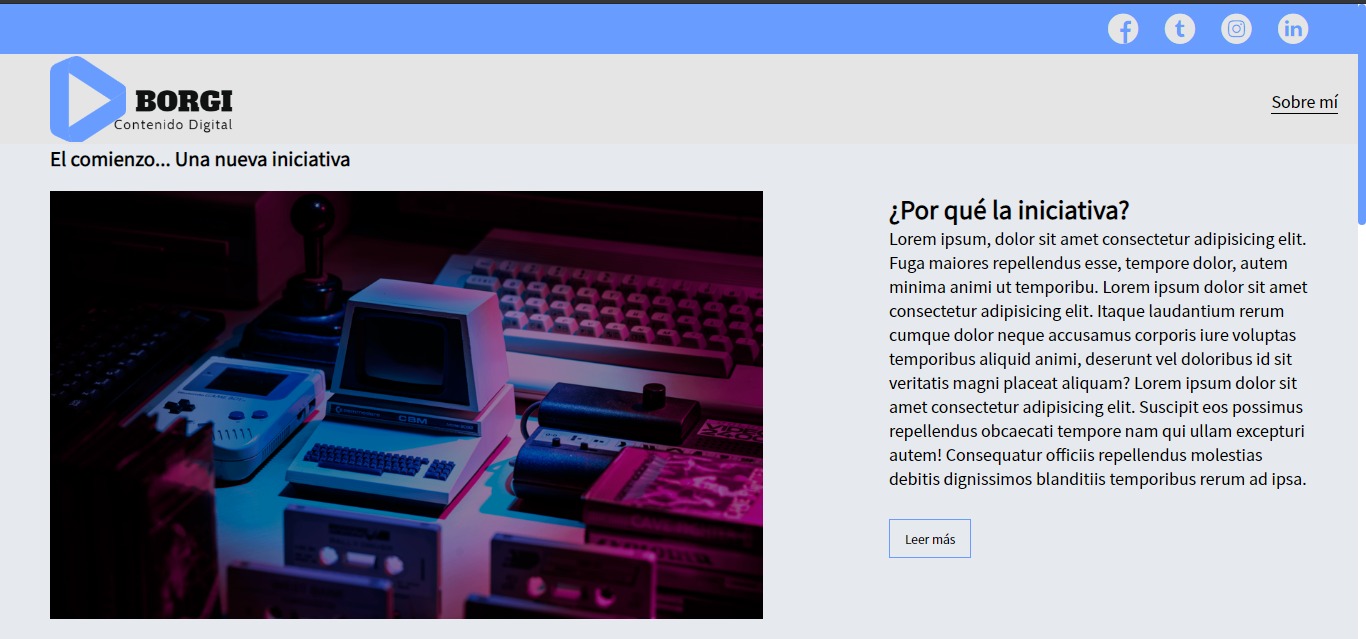 f
t
in
BORGI
Contenido Digital
Sobre mí
El comienzo... Una nueva iniciativa
CBM
¿Por qué la iniciativa?
Lorem ipsum, dolor sit amet consectetur adipisicing elit.
Fuga maiores repellendus esse, tempore dolor, autem
minima animi ut temporibu. Lorem ipsum dolor sit amet
consectetur adipisicing elit. Itaque laudantium rerum
cumque dolor neque accusamus corporis iure voluptas
temporibus aliquid animi, deserunt vel doloribus id sit
veritatis magni placeat aliquam? Lorem ipsum dolor sit
amet consectetur adipisicing elit. Suscipit eos possimus
repellendus obcaecati tempore nam qui ullam excepturi
autem! Consequatur officiis repellendus molestias
debitis dignissimos blanditiis temporibus rerum ad ipsa.
Leer más